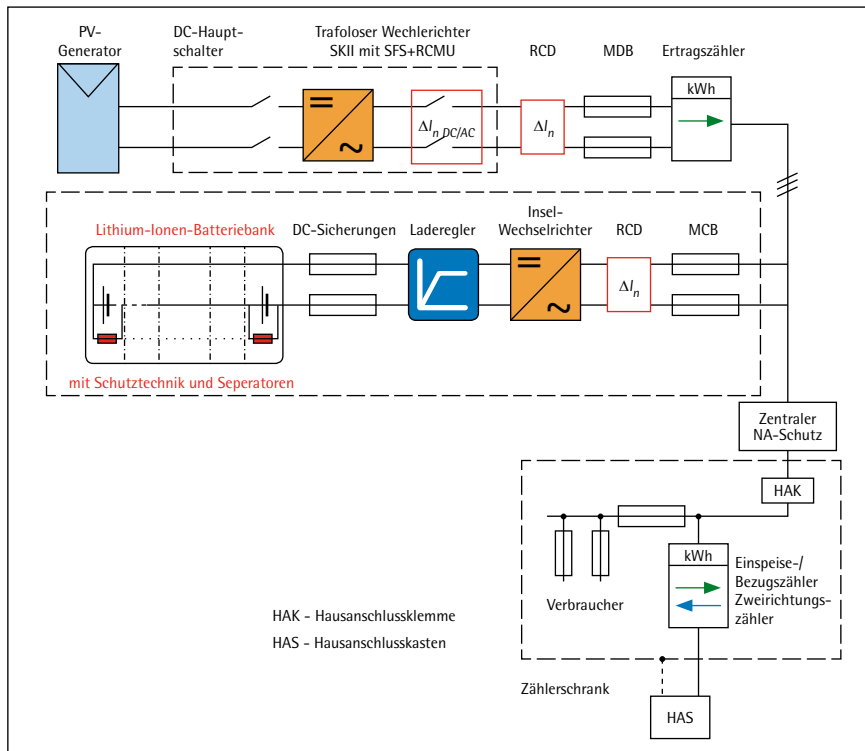 PV-
Generator
DC-Haupt-
schalter
Trafoloser Wechlerichter
SKII mit SFS+RCMU
RCD
MDB
Ertragszähler
kWh
ΔIn DC/AC
ΔIn
Lithium-Ionen-Batteriebank
DC-Sicherungen
Laderegler
Insel-
Wechselrichter
RCD
MCB
ΔIn
mit Schutztechnik und Seperatoren
Zentraler
NA-Schutz
HAK
kWh
Einspeise-/
Bezugszähler
Zweirichtungs-
zähler
Verbraucher
HAK - Hausanschlussklemme
HAS - Hausanschlusskasten
Zählerschrank
HAS